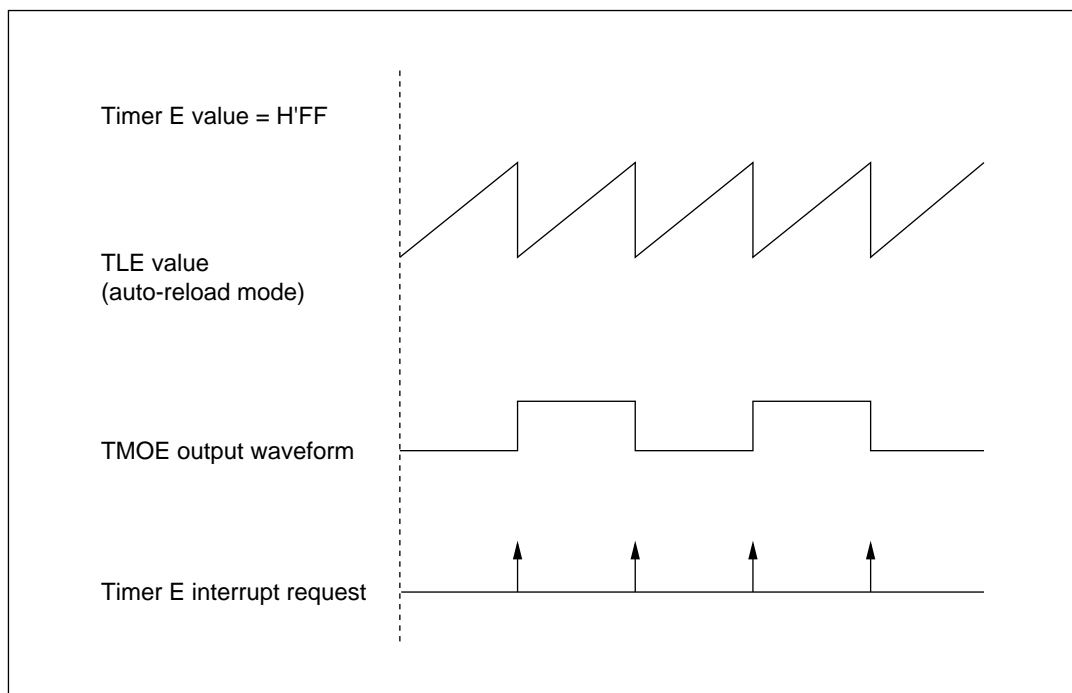 Timer E value = H'FF
TLE value
(auto-reload mode)
TMOE output waveform
Timer E interrupt request